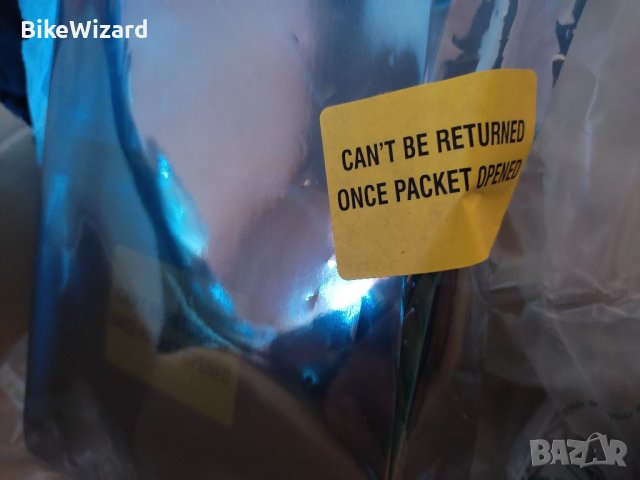 BikeWizard
CAN'T BE RETURNED
ONCE PACKET OPENED
BAZAR